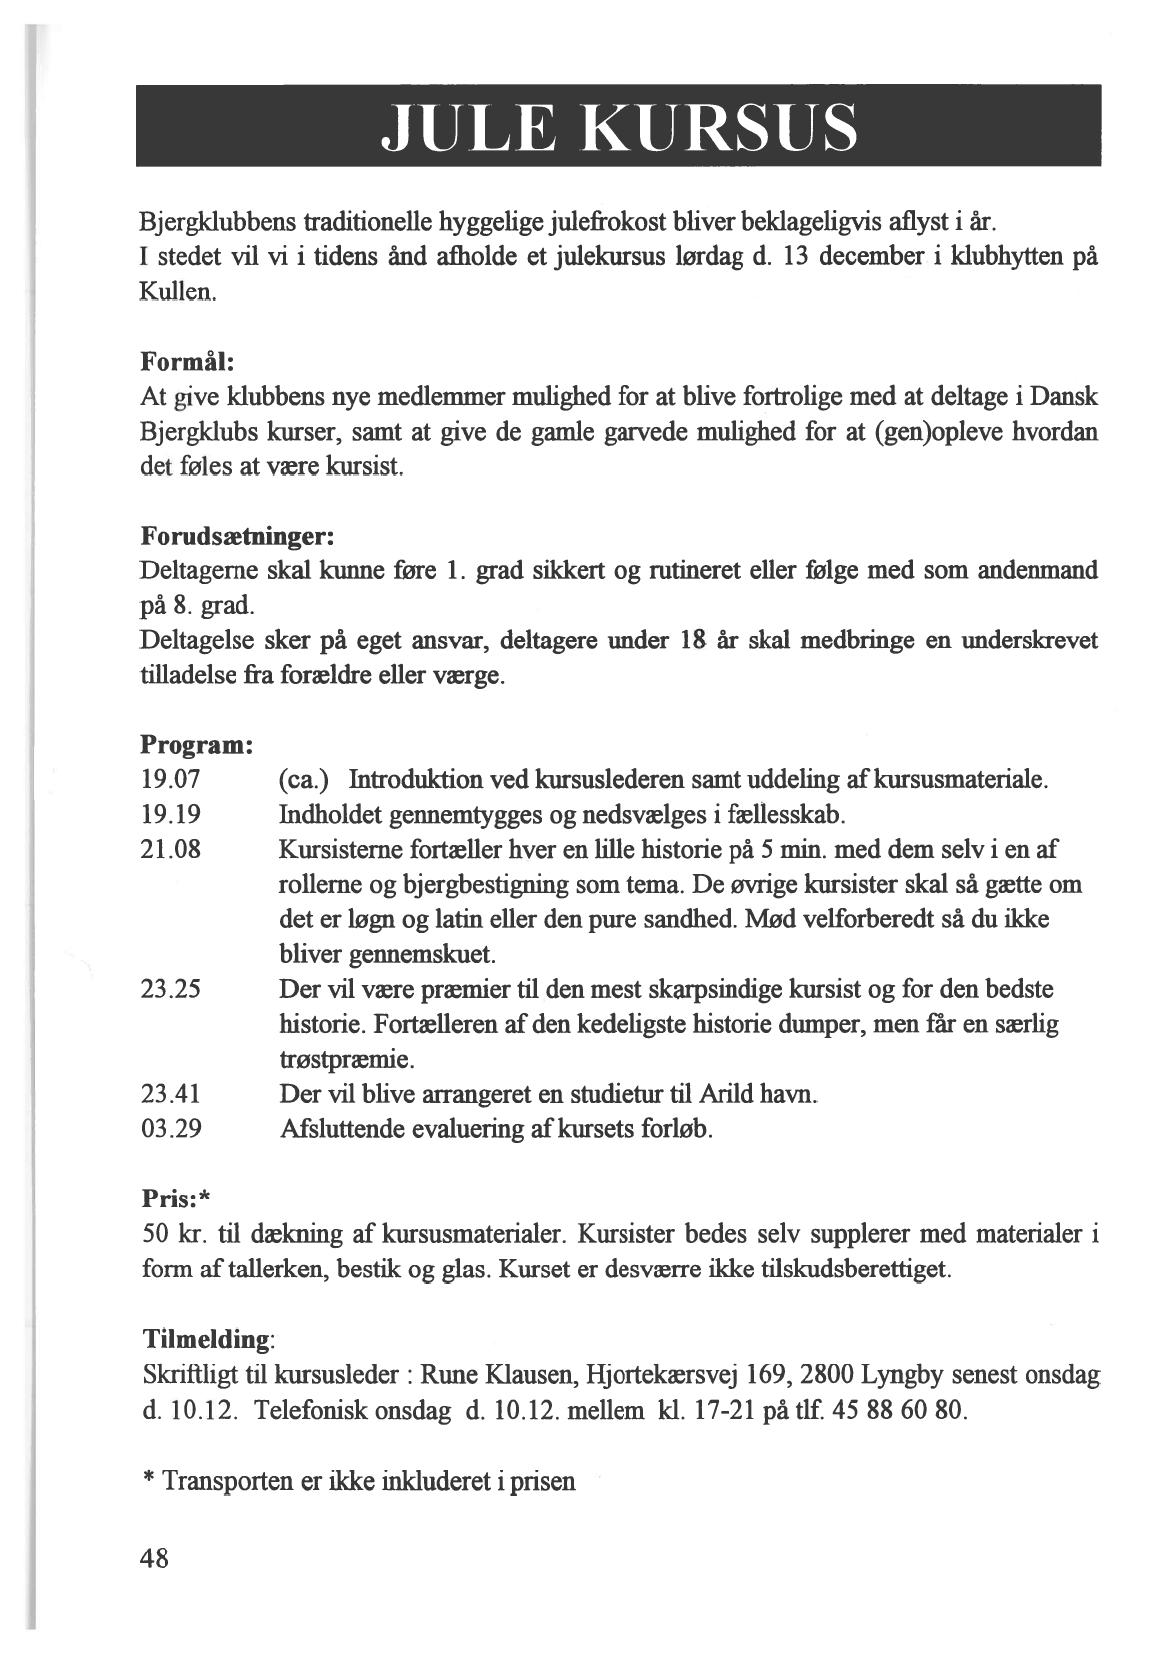 JULE KURSUS
Bjergklubbens traditionelle hyggelige julefrokost bliver beklageligvis aflyst i år.
I stedet vil vi i tidens ånd afholde et julekursus lørdag d. 13 december i klubhytten på
Kullen.
Formål:
At give klubbens nye medlemmer mulighed for at blive fortrolige med at deltage i Dansk
Bjergklubs kurser, samt at give de gamle garvede mulighed for at (gen)opleve hvordan
det føles at være kursist.
Forudsætninger:
Deltagerne skal kunne føre 1. grad sikkert og rutineret eller følge med som andenmand
på 8. grad.
Deltagelse sker på eget ansvar, deltagere under 18 år skal medbringe en underskrevet
tilladelse fra forældre eller værge.
Program:
19.07 (ca.) Introduktion ved kursuslederen samt uddeling af kursusmateriale.
19.19 Indholdet gennemtygges og nedsvælges i fællesskab.
21.08 Kursisterne fortæller hver en lille historie på 5 min. med dem selv i en af
rollerne og bjergbestigning som tema. De øvrige kursister skal så gætte om
det er løgn og latin eller den pure sandhed. Mød velforberedt så du ikke
bliver gennemskuet.
23.25 Der vil være præmier til den mest skarpsindige kursist og for den bedste
historie. Fortælleren af den kedeligste historie dumper, men får en særlig
trøstpræmie.
23.41 Der vil blive arrangeret en studietur til Arild havn.
03.29 Afsluttende evaluering af kursets forløb.
Pris:*
50 kr. til dækning af kursusmaterialer. Kursister bedes selv supplerer med materialer i
form af tallerken, bestik og glas. Kurset er desværre ikke tilskudsberettiget.
Tilmelding:
Skriftligt til kursusleder : Rune Klausen, Hjortekærsvej 169, 2800 Lyngby senest onsdag
d. 10.12. Telefonisk onsdag d. 10.12. mellem kl. 17-21 på tlf. 45 88 60 80.
* Transporten er ikke inkluderet i prisen
48